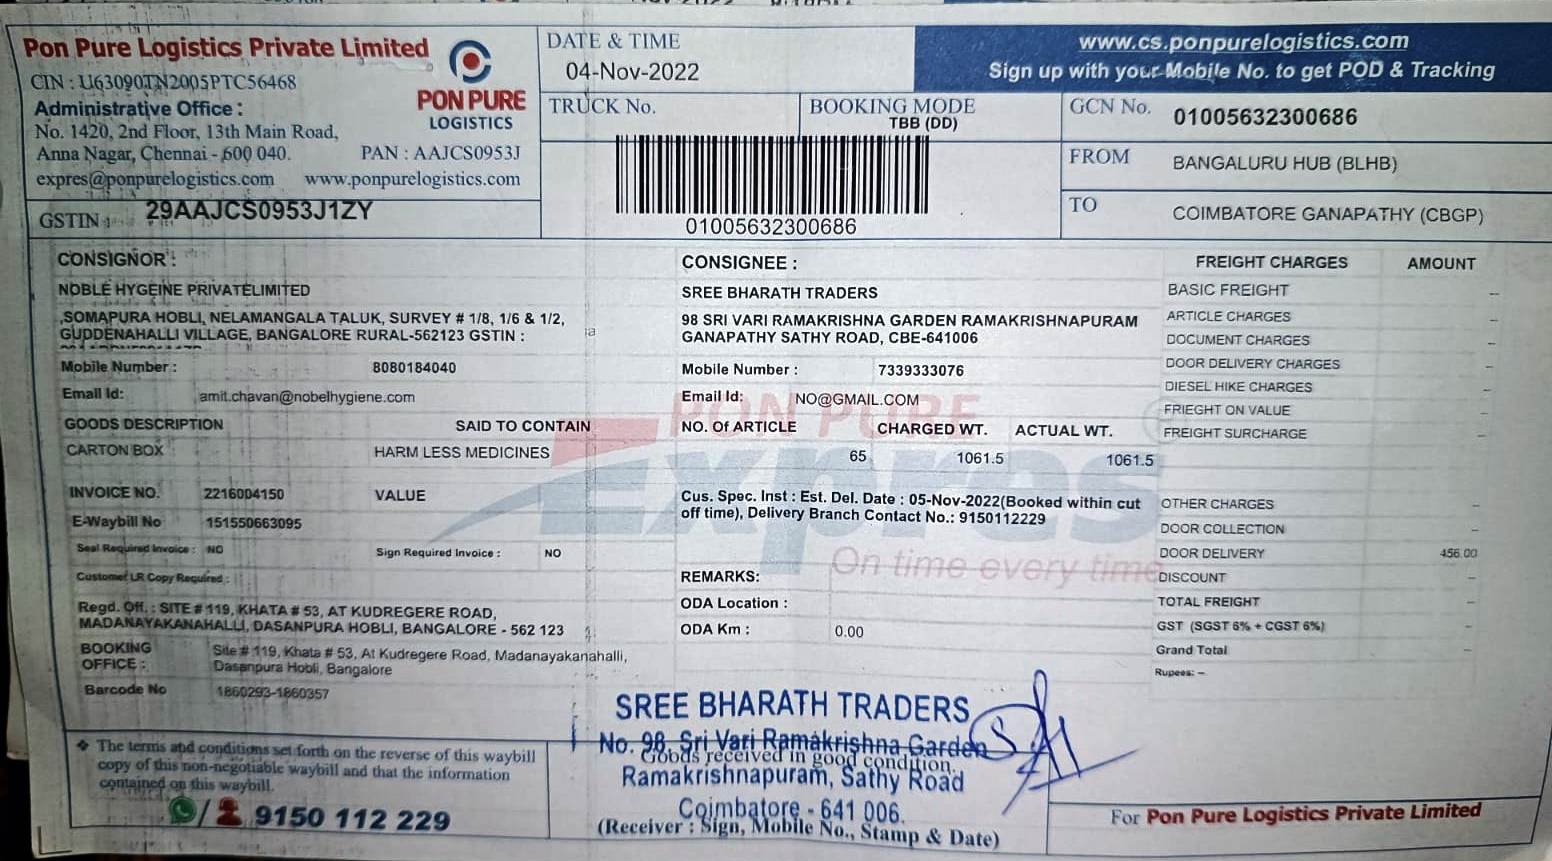 Pon Pure Logistics Private Limited
CIN : U63090TN2005PTC56468
Administrative Office :
No. 1420, 2nd Floor, 13th Main Road,
Anna Nagar, Chennai - 600 040. PAN : AAJCS0953J
expres@ponpurelogistics.com www.ponpurelogistics.com
PON PURE
LOGISTICS
GSTIN : 29AAJCS0953J1ZY
DATE & TIME
04-Nov-2022
www.cs.ponpurelogistics.com
Sign up with your Mobile No. to get POD & Tracking
TRUCK No.
BOOKING MODE
TBB (DD)
GCN No. 01005632300686
01005632300686
FROM BANGALURU HUB (BLHB)
TO COIMBATORE GANAPATHY (CBGP)
CONSIGNOR :
NOBLE HYGEINE PRIVATELIMITED
,SOMAPURA HOBLI, NELAMANGALA TALUK, SURVEY # 1/8, 1/6 & 1/2,
GUDDENAHALLI VILLAGE, BANGALORE RURAL-562123 GSTIN :
Mobile Number : 8080184040
Email Id: amit.chavan@nobelhygiene.com
GOODS DESCRIPTION SAID TO CONTAIN
CARTON BOX HARM LESS MEDICINES
INVOICE NO. 2216004150 VALUE
E-Waybill No 151550663095
Seal Required Invoice : NO Sign Required Invoice : NO
Customer LR Copy Required :
Regd. Off. : SITE # 119, KHATA # 53, AT KUDREGERE ROAD,
MADANAYAKANAHALLI, DASANPURA HOBLI, BANGALORE - 562 123
BOOKING OFFICE : Site # 119, Khata # 53, At Kudregere Road, Madanayakanahalli,
Dasanpura Hobli, Bangalore
Barcode No 1860293-1860357
CONSIGNEE :
SREE BHARATH TRADERS
98 SRI VARI RAMAKRISHNA GARDEN RAMAKRISHNAPURAM
GANAPATHY SATHY ROAD, CBE-641006
Mobile Number : 7339333076
Email Id: NO@GMAIL.COM
NO. Of ARTICLE CHARGED WT. ACTUAL WT.
65 1061.5 1061.5
Cus. Spec. Inst : Est. Del. Date : 05-Nov-2022(Booked within cut
off time), Delivery Branch Contact No.: 9150112229
PON PURE
Expres
On time every time
REMARKS:
ODA Location :
ODA Km : 0.00
FREIGHT CHARGES AMOUNT
BASIC FREIGHT --
ARTICLE CHARGES -
DOCUMENT CHARGES --
DOOR DELIVERY CHARGES -
DIESEL HIKE CHARGES -
FRIEGHT ON VALUE -
FREIGHT SURCHARGE -
OTHER CHARGES -
DOOR COLLECTION -
DOOR DELIVERY 456.00
DISCOUNT -
TOTAL FREIGHT -
GST (SGST 6% + CGST 6%) -
Grand Total -
Rupees: --
SREE BHARATH TRADERS
No. 98, Sri Vari Ramakrishna Garden
Goods received in good condition.
Ramakrishnapuram, Sathy Road
Coimbatore - 641 006.
(Receiver : Sign, Mobile No., Stamp & Date)
❖ The terms and conditions set forth on the reverse of this waybill
copy of this non-negotiable waybill and that the information
contained on this waybill.
/ 9150 112 229
For Pon Pure Logistics Private Limited